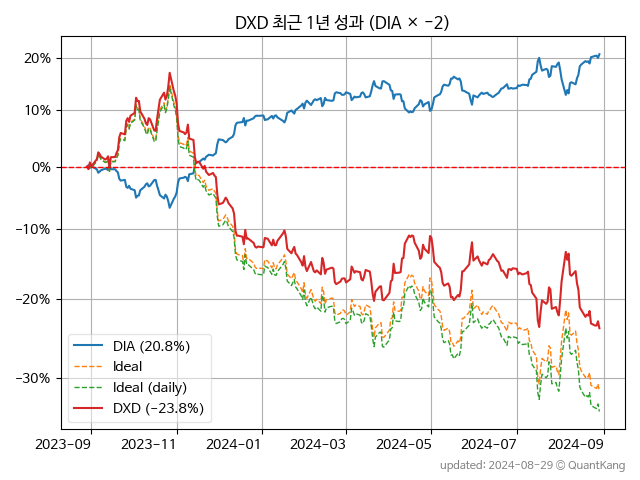 DXD 최근 1년 성과 (DIA × −2)
20%
10%
0%
−10%
−20%
−30%
DIA (20.8%)
Ideal
Ideal (daily)
DXD (−23.8%)
2023-09
2023-11
2024-01
2024-03
2024-05
2024-07
2024-09
updated: 2024-08-29 © QuantKang